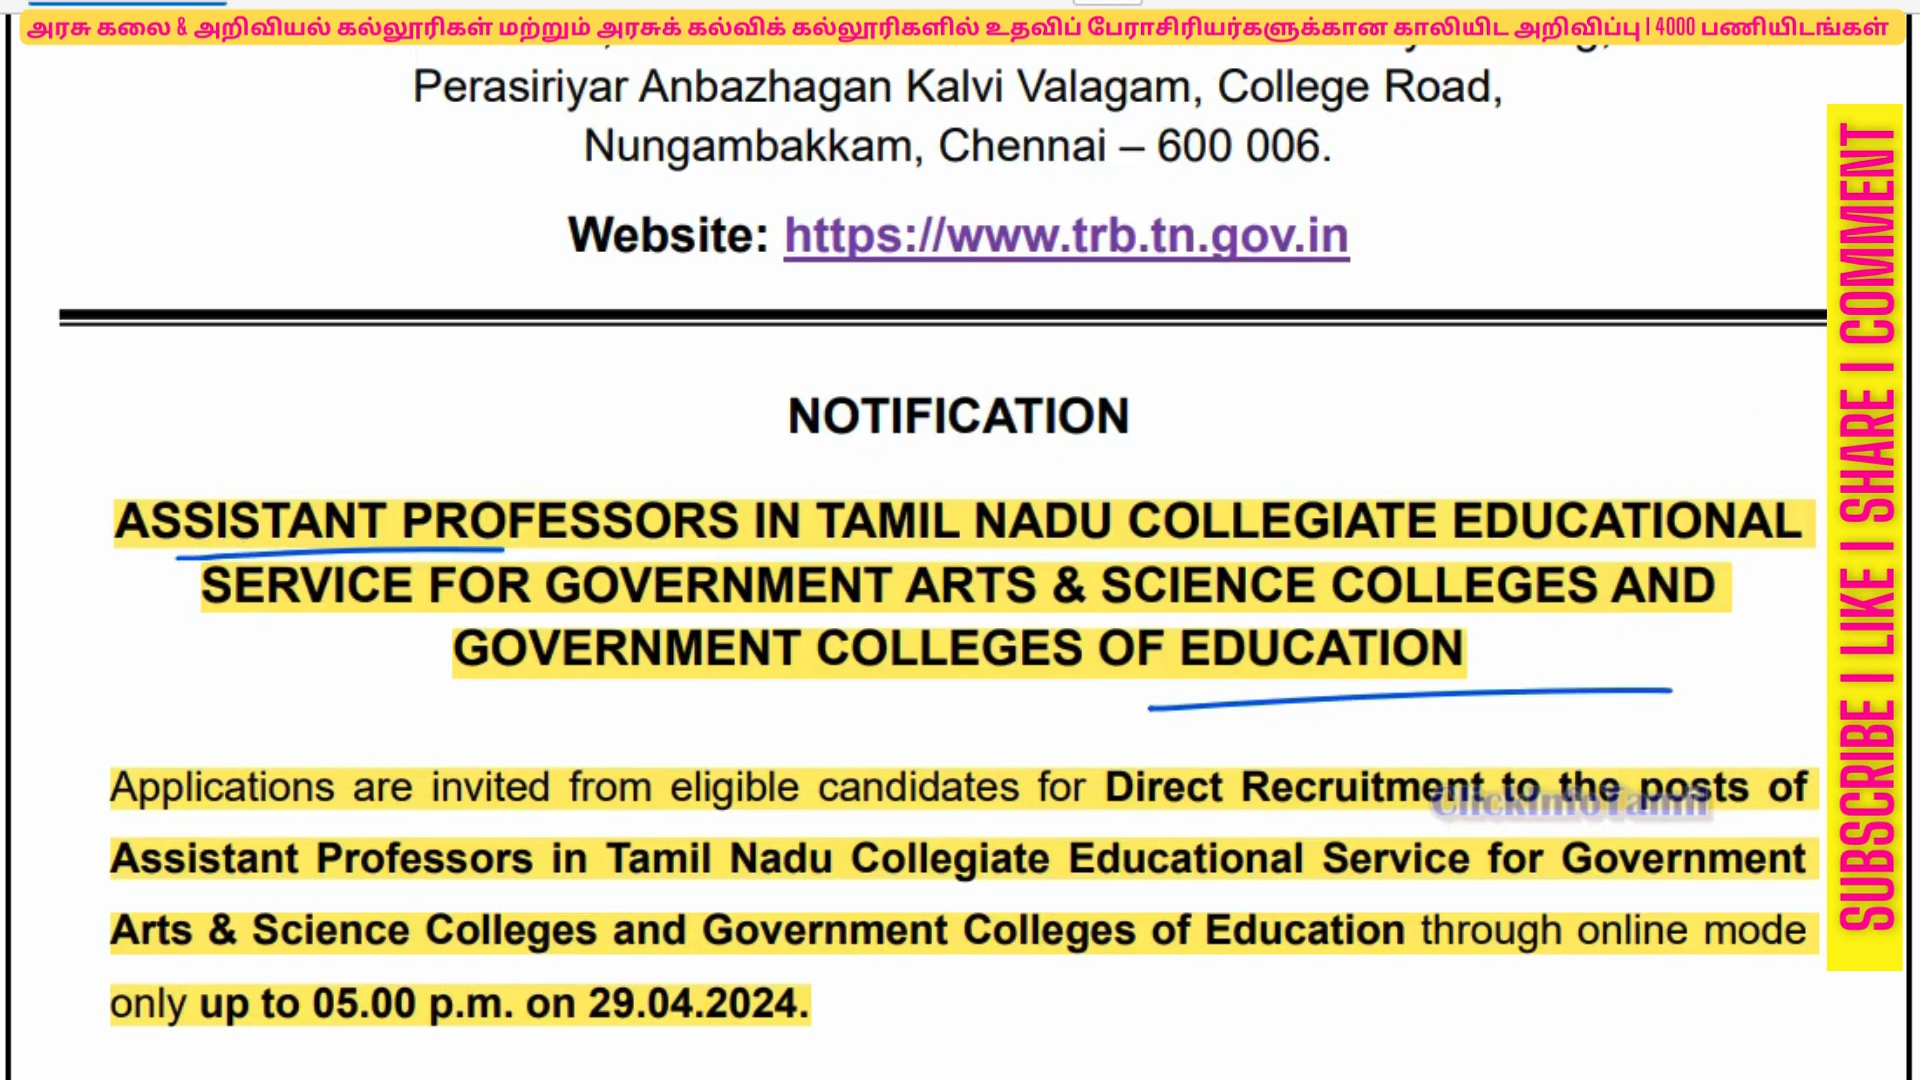 அரசு கலை & அறிவியல் கல்லூரிகள் மற்றும் அரசுக் கல்விக் கல்லூரிகளில் உதவிப் பேராசிரியர்களுக்கான காலியிட அறிவிப்பு I 4000 பணியிடங்கள்
Perasiriyar Anbazhagan Kalvi Valagam, College Road,
Nungambakkam, Chennai – 600 006.
Website: https://www.trb.tn.gov.in
NOTIFICATION
ASSISTANT PROFESSORS IN TAMIL NADU COLLEGIATE EDUCATIONAL
SERVICE FOR GOVERNMENT ARTS & SCIENCE COLLEGES AND
GOVERNMENT COLLEGES OF EDUCATION
Applications are invited from eligible candidates for Direct Recruitment to the posts of
Assistant Professors in Tamil Nadu Collegiate Educational Service for Government
Arts & Science Colleges and Government Colleges of Education through online mode
only up to 05.00 p.m. on 29.04.2024.
ClickInfoTamil
SUBSCRIBE I LIKE I SHARE I COMMENT